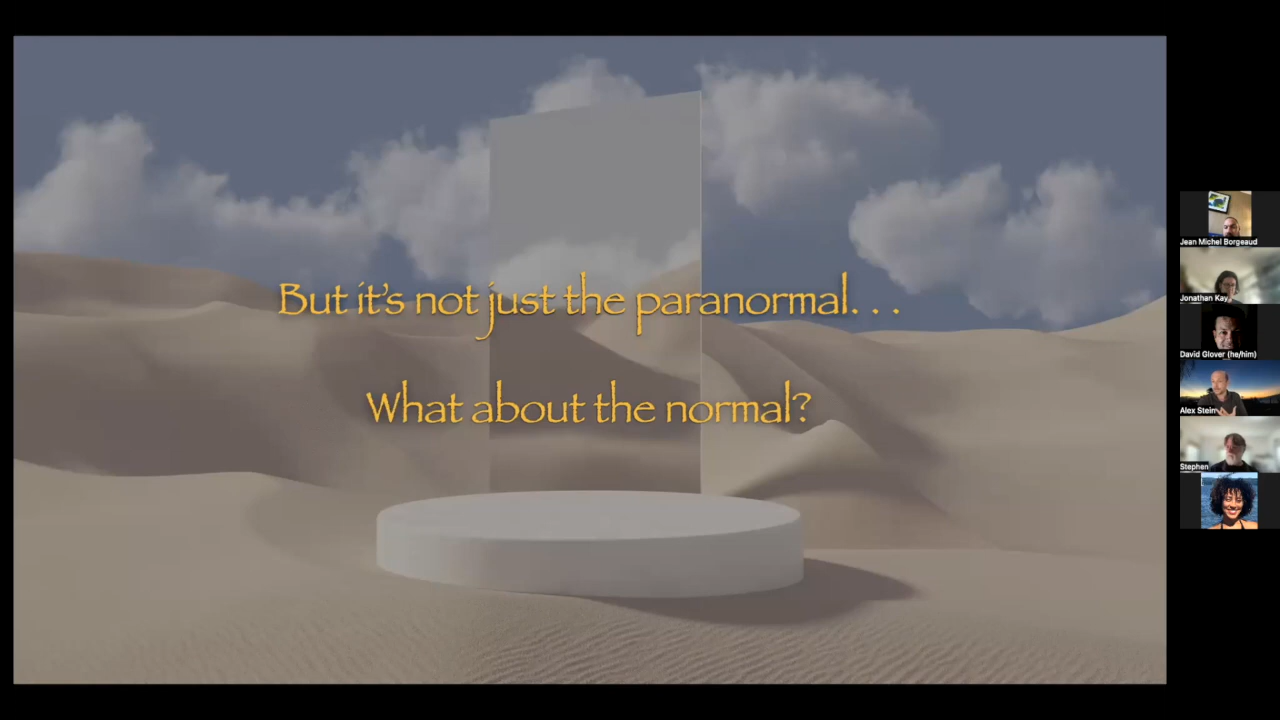 But it's not just the paranormal. . .
What about the normal?
Jean Michel Borgeaud
Jonathan Kay
David Glover (he/him)
Alex Stein
Stephen